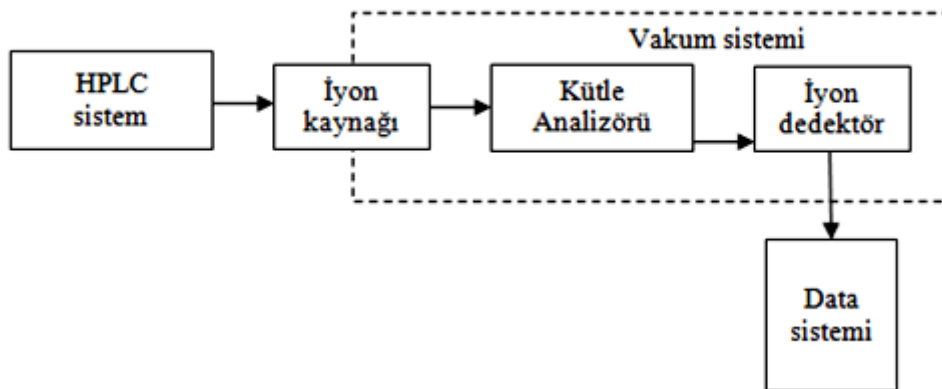 Vakum sistemi
HPLC
sistem
İyon
kaynağı
Kütle
Analizörü
İyon
dedektör
Data
sistemi